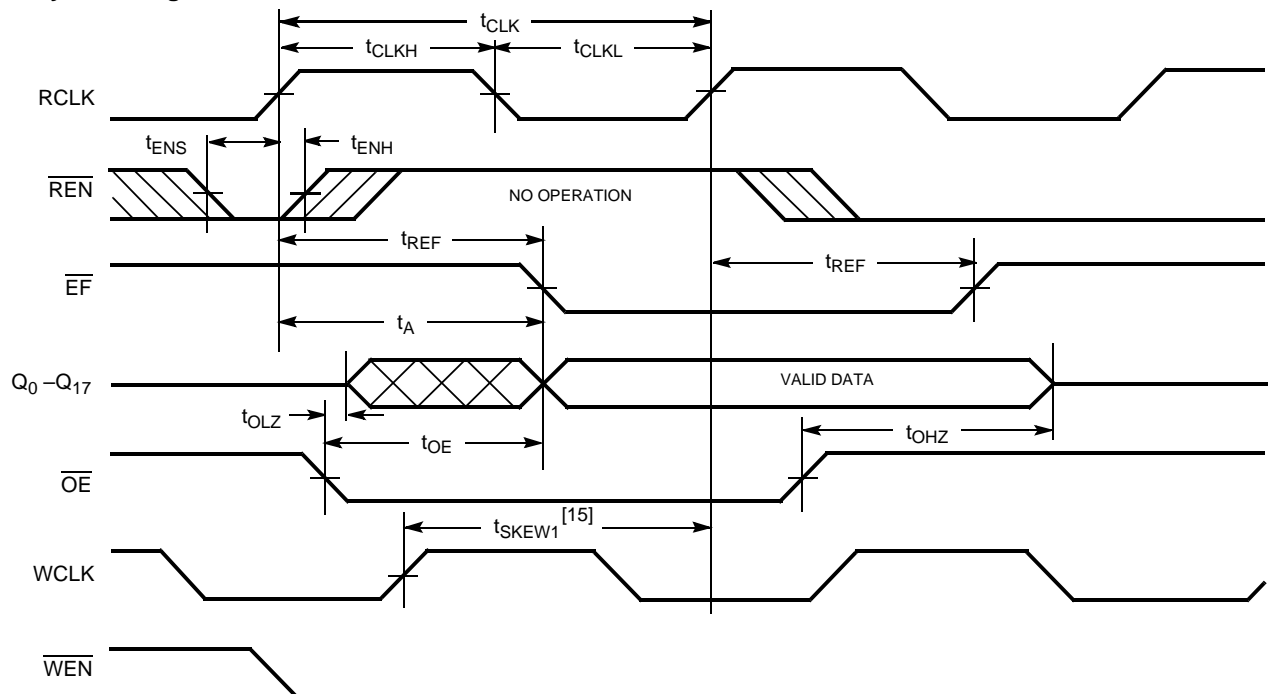 tCLK
tCLKH tCLKL
RCLK
tENS tENH
REN NO OPERATION
tREF tREF
EF
tA
Q0 –Q17 VALID DATA
tOLZ tOE tOHZ
OE
tSKEW1[15]
WCLK
WEN